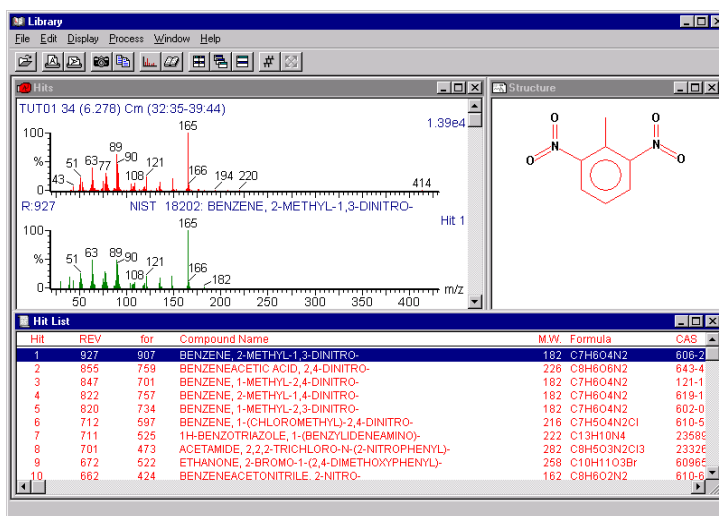 Library
File Edit Display Process Window Help
Hits
TUT01 34 (6.278) Cm (32:35-39:44)
1.39e4
165
100
%
0
43 51 63 77 89 90 108 121 166 194 220 414
R:927 NIST 18202: BENZENE, 2-METHYL-1,3-DINITRO-
Hit 1
165
100
%
0
51 63 89 90 108 121 166 182
m/z
50 100 150 200 250 300 350 400
Structure
O O
N N
O O
Hit List
Hit REV for Compound Name M.W. Formula CAS
1 927 907 BENZENE, 2-METHYL-1,3-DINITRO- 182 C7H6O4N2 606-2
2 855 759 BENZENEACETIC ACID, 2,4-DINITRO- 226 C8H6O6N2 643-4
3 847 701 BENZENE, 1-METHYL-2,4-DINITRO- 182 C7H6O4N2 121-1
4 822 757 BENZENE, 2-METHYL-1,4-DINITRO- 182 C7H6O4N2 619-1
5 820 734 BENZENE, 1-METHYL-2,3-DINITRO- 182 C7H6O4N2 602-0
6 712 597 BENZENE, 1-(CHLOROMETHYL)-2,4-DINITRO- 216 C7H5O4N2Cl 610-5
7 711 525 1H-BENZOTRIAZOLE, 1-(BENZYLIDENEAMINO)- 222 C13H10N4 23589
8 701 473 ACETAMIDE, 2,2,2-TRICHLORO-N-(2-NITROPHENYL)- 282 C8H5O3N2Cl3 23326
9 672 522 ETHANONE, 2-BROMO-1-(2,4-DIMETHOXYPHENYL)- 258 C10H11O3Br 60965
10 662 424 BENZENEACETONITRILE, 2-NITRO- 162 C8H6O2N2 610-6